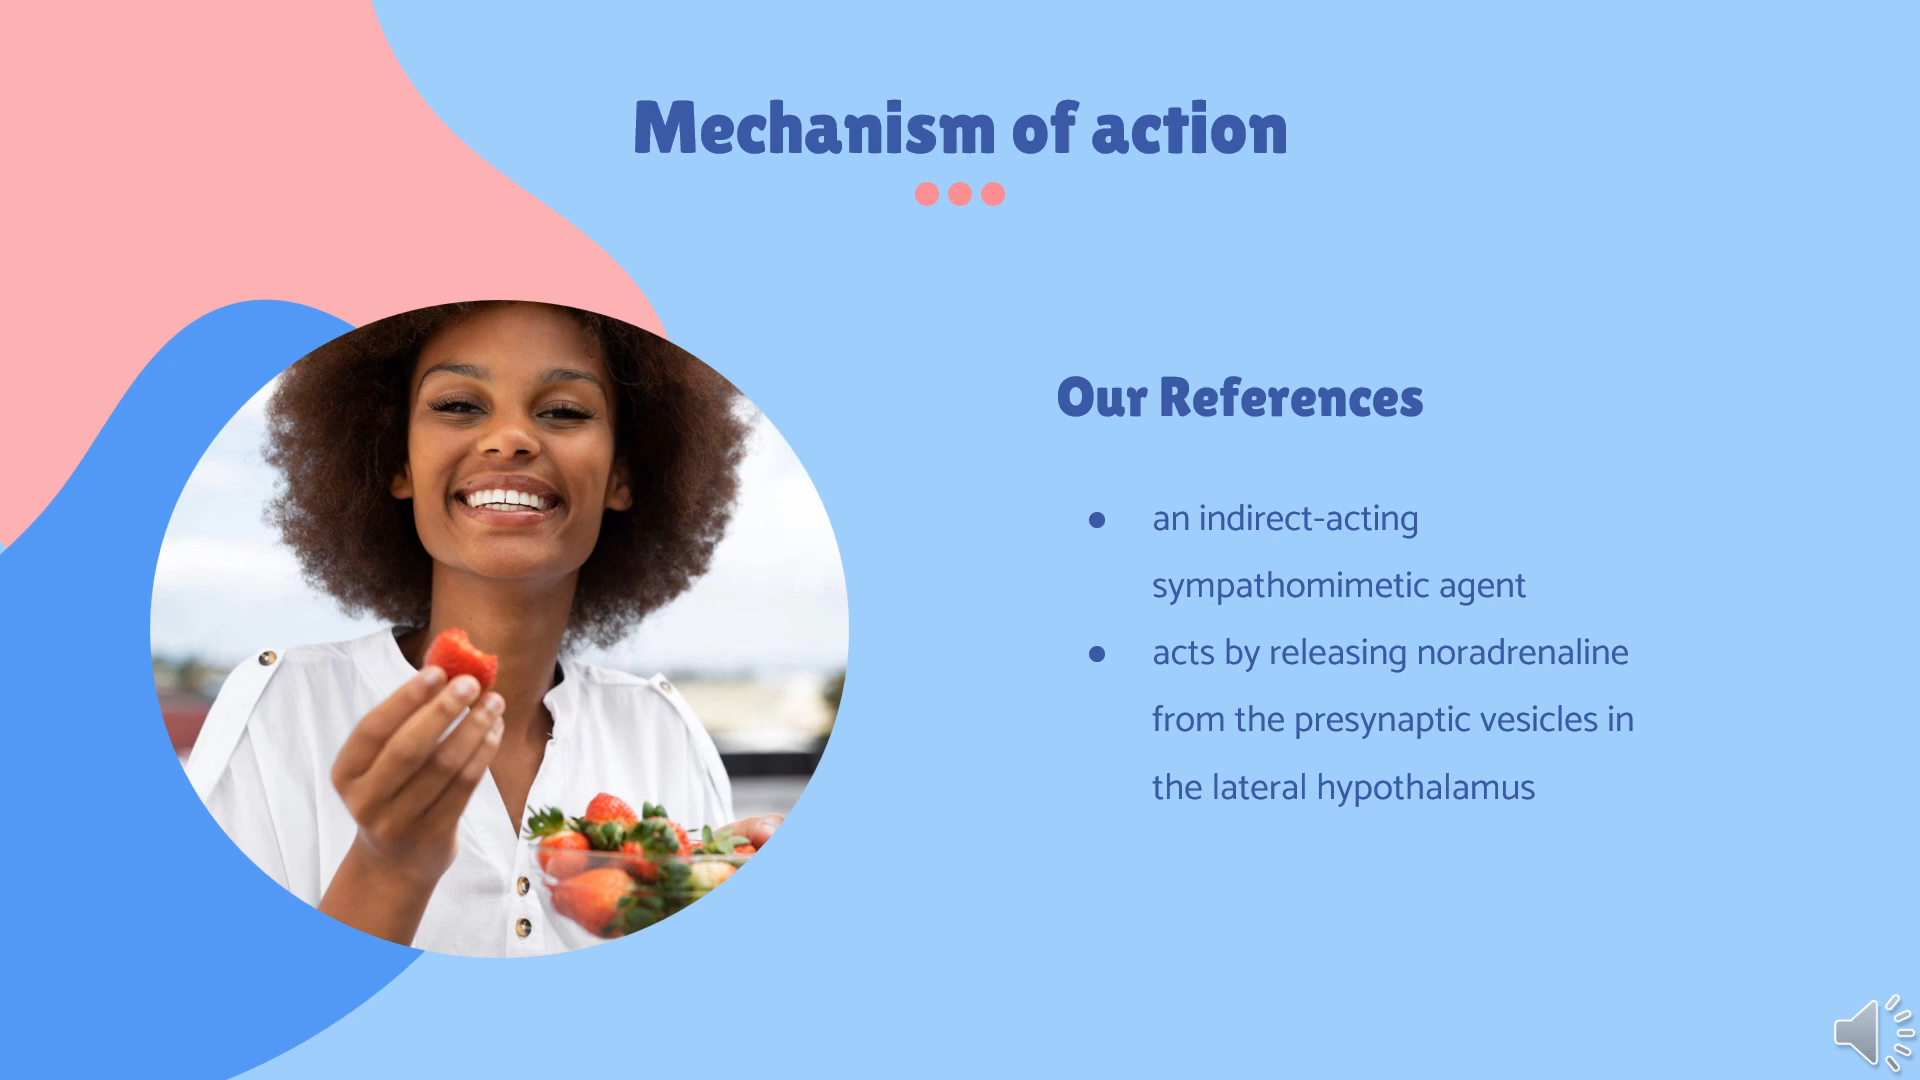 Mechanism of action
Our References
● an indirect-acting
sympathomimetic agent
● acts by releasing noradrenaline
from the presynaptic vesicles in
the lateral hypothalamus